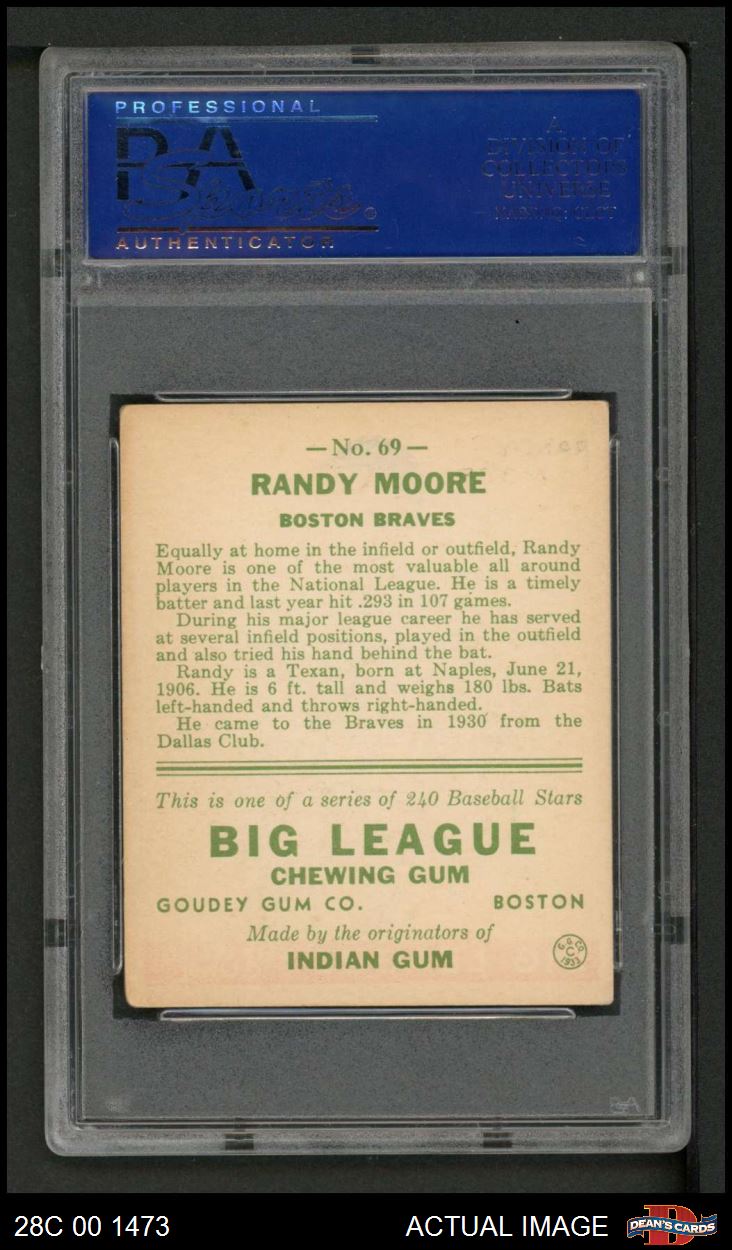 PROFESSIONAL
PSA
Sports
AUTHENTICATOR
A
DIVISION OF
COLLECTORS
UNIVERSE
NASDAQ: CLCT
— No. 69 —
RANDY MOORE
BOSTON BRAVES
Equally at home in the infield or outfield, Randy
Moore is one of the most valuable all around
players in the National League. He is a timely
batter and last year hit .293 in 107 games.
During his major league career he has served
at several infield positions, played in the outfield
and also tried his hand behind the bat.
Randy is a Texan, born at Naples, June 21,
1906. He is 6 ft. tall and weighs 180 lbs. Bats
left-handed and throws right-handed.
He came to the Braves in 1930 from the
Dallas Club.
This is one of a series of 240 Baseball Stars
BIG LEAGUE
CHEWING GUM
GOUDEY GUM CO. BOSTON
Made by the originators of
INDIAN GUM
G.G.CO.
C
1933
PSA
28C 00 1473
ACTUAL IMAGE
D
DEAN'S CARDS